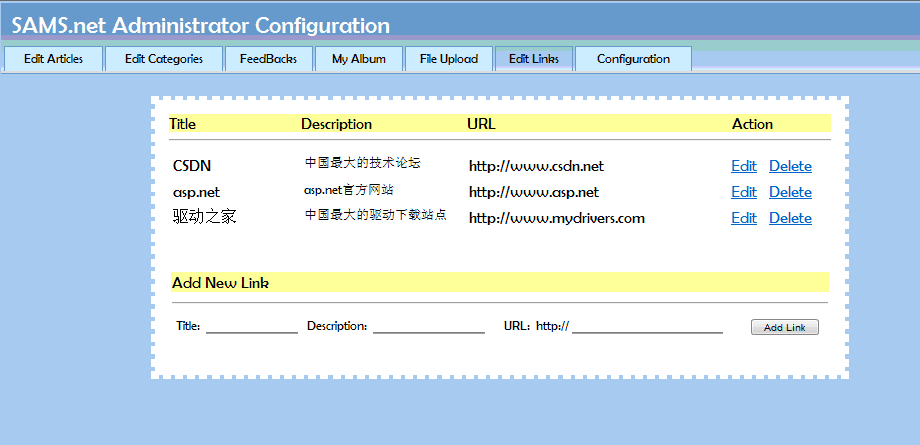 SAMS.net Administrator Configuration
Edit Articles Edit Categories FeedBacks My Album File Upload Edit Links Configuration
Title Description URL Action
CSDN 中国最大的技术论坛 http://www.csdn.net Edit Delete
asp.net asp.net官方网站 http://www.asp.net Edit Delete
驱动之家 中国最大的驱动下载站点 http://www.mydrivers.com Edit Delete
Add New Link
Title: Description: URL: http:// Add Link